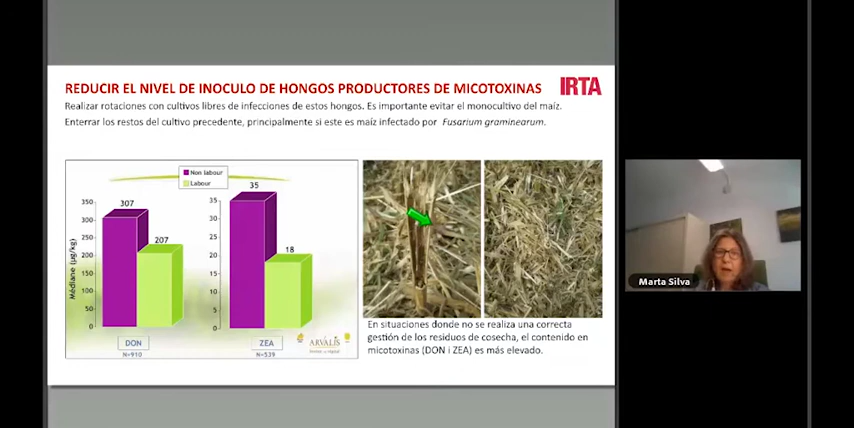 REDUCIR EL NIVEL DE INOCULO DE HONGOS PRODUCTORES DE MICOTOXINAS
IRTA
Realizar rotaciones con cultivos libres de infecciones de estos hongos. Es importante evitar el monocultivo del maíz.
Enterrar los restos del cultivo precedente, principalmente si este es maíz infectado por Fusarium graminearum.
Non labour
Labour
Médiane (µg/kg)
350
300
250
200
150
100
50
0
307
207
DON
N=910
35
30
25
20
15
10
5
0
35
18
ZEA
N=539
ARVALIS
En situaciones donde no se realiza una correcta
gestión de los residuos de cosecha, el contenido en
micotoxinas (DON i ZEA) es más elevado.
Marta Silva